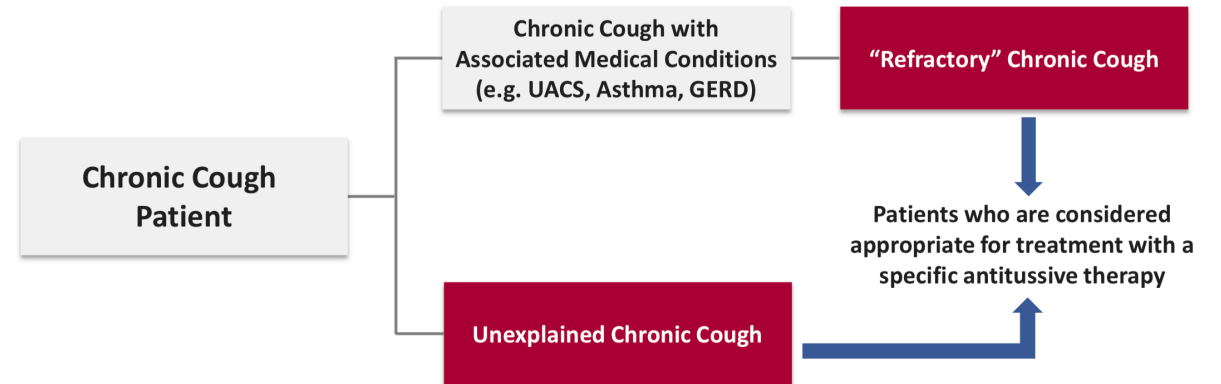 Chronic Cough with
Associated Medical Conditions
(e.g. UACS, Asthma, GERD)
“Refractory” Chronic Cough
Chronic Cough
Patient
Patients who are considered
appropriate for treatment with a
specific antitussive therapy
Unexplained Chronic Cough